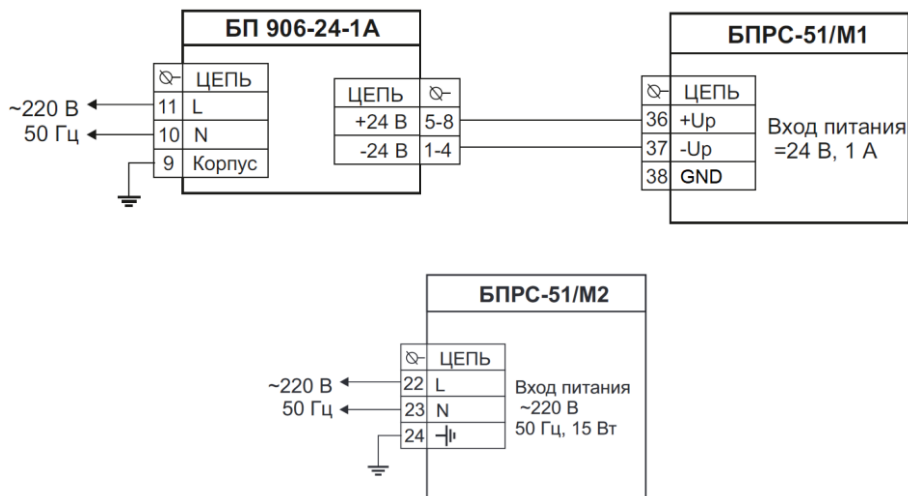 БП 906-24-1А
ЦЕПЬ
11 L
10 N
9 Корпус
~220 В
50 Гц
ЦЕПЬ
+24 В 5-8
-24 В 1-4
БПРС-51/М1
ЦЕПЬ
36 +Up
37 -Up
38 GND
Вход питания
=24 В, 1 А
БПРС-51/М2
ЦЕПЬ
22 L
23 N
24
~220 В
50 Гц
Вход питания
~220 В
50 Гц, 15 Вт